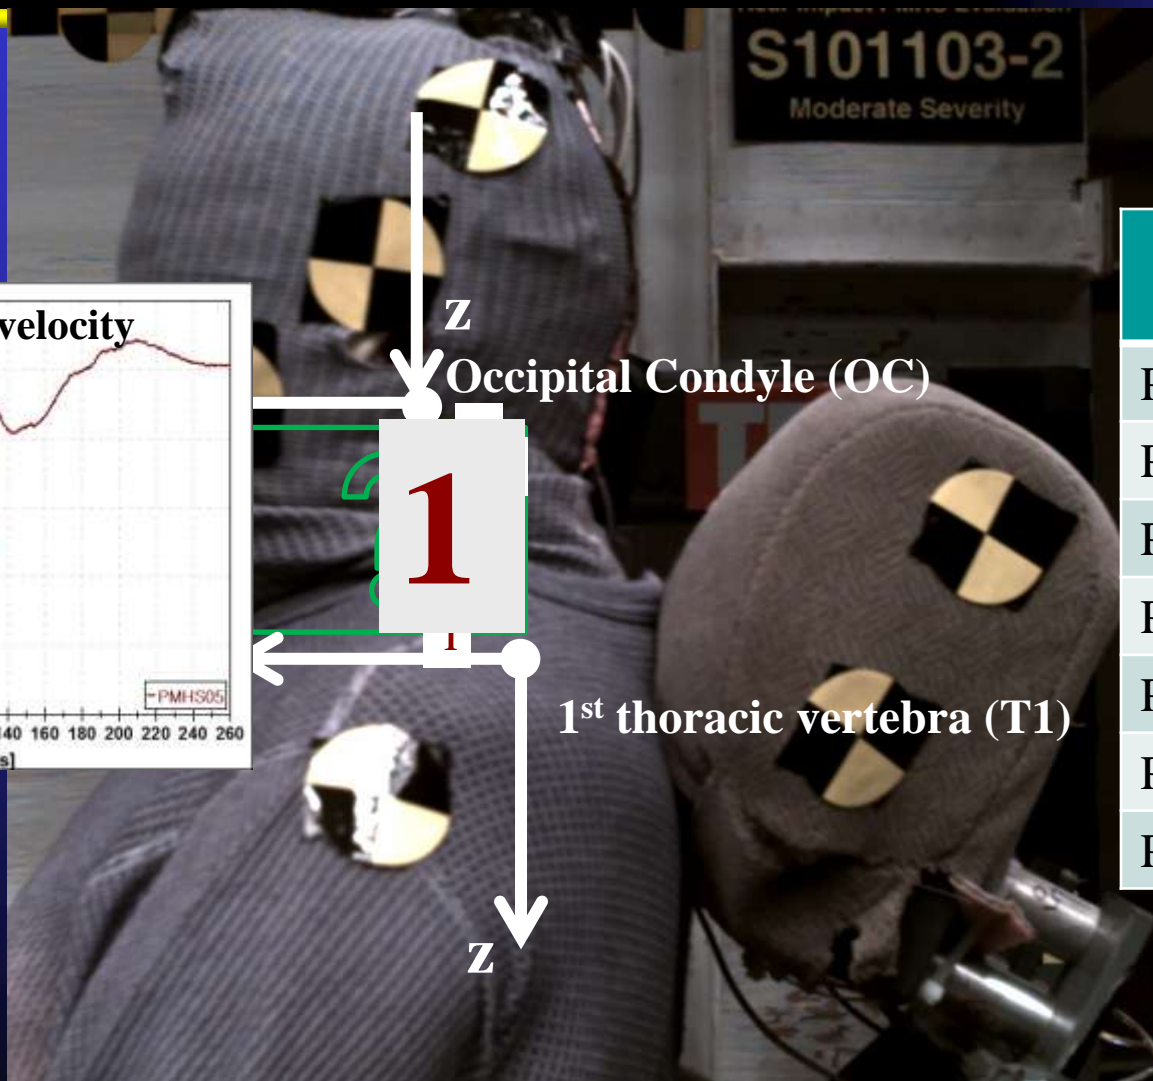 S101103-2
Moderate Severity
velocity
z
Occipital Condyle (OC)
1
1st thoracic vertebra (T1)
PMHS05
140 160 180 200 220 240 260
s]
z